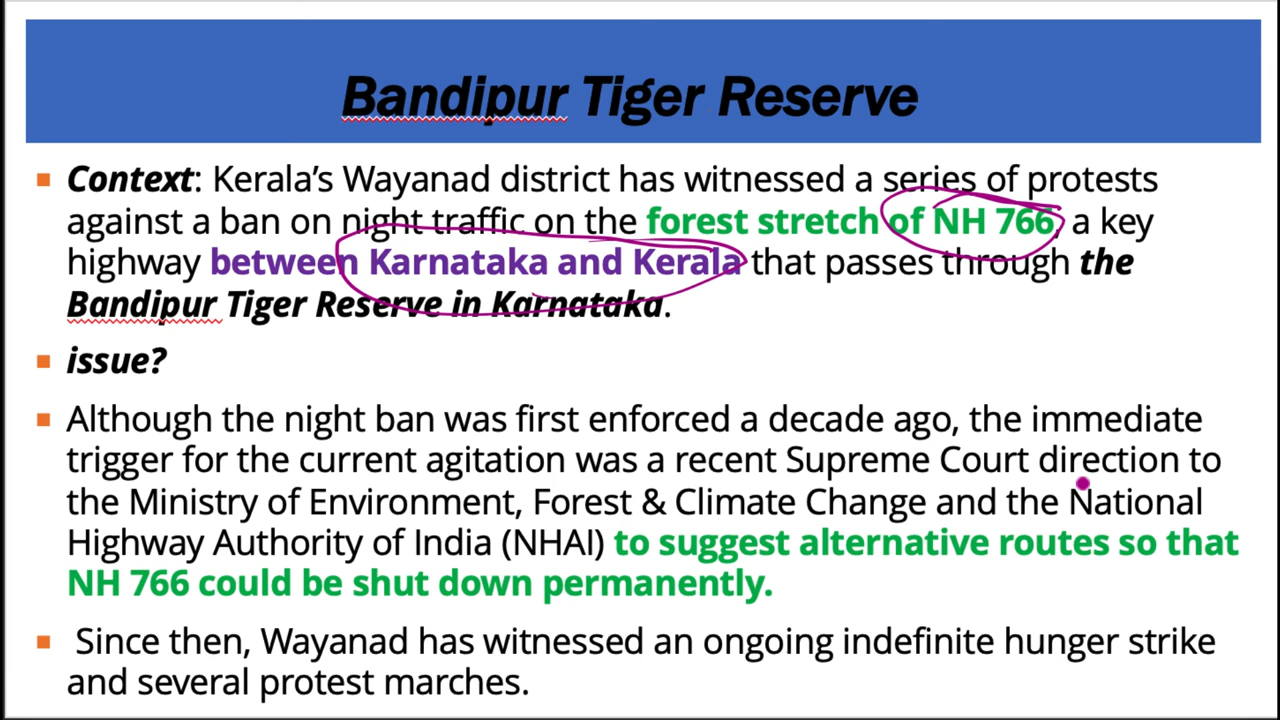 Bandipur Tiger Reserve
▪ Context: Kerala’s Wayanad district has witnessed a series of protests
against a ban on night traffic on the forest stretch of NH 766, a key
highway between Karnataka and Kerala that passes through the
Bandipur Tiger Reserve in Karnataka.
▪ issue?
▪ Although the night ban was first enforced a decade ago, the immediate
trigger for the current agitation was a recent Supreme Court direction to
the Ministry of Environment, Forest & Climate Change and the National
Highway Authority of India (NHAI) to suggest alternative routes so that
NH 766 could be shut down permanently.
▪ Since then, Wayanad has witnessed an ongoing indefinite hunger strike
and several protest marches.